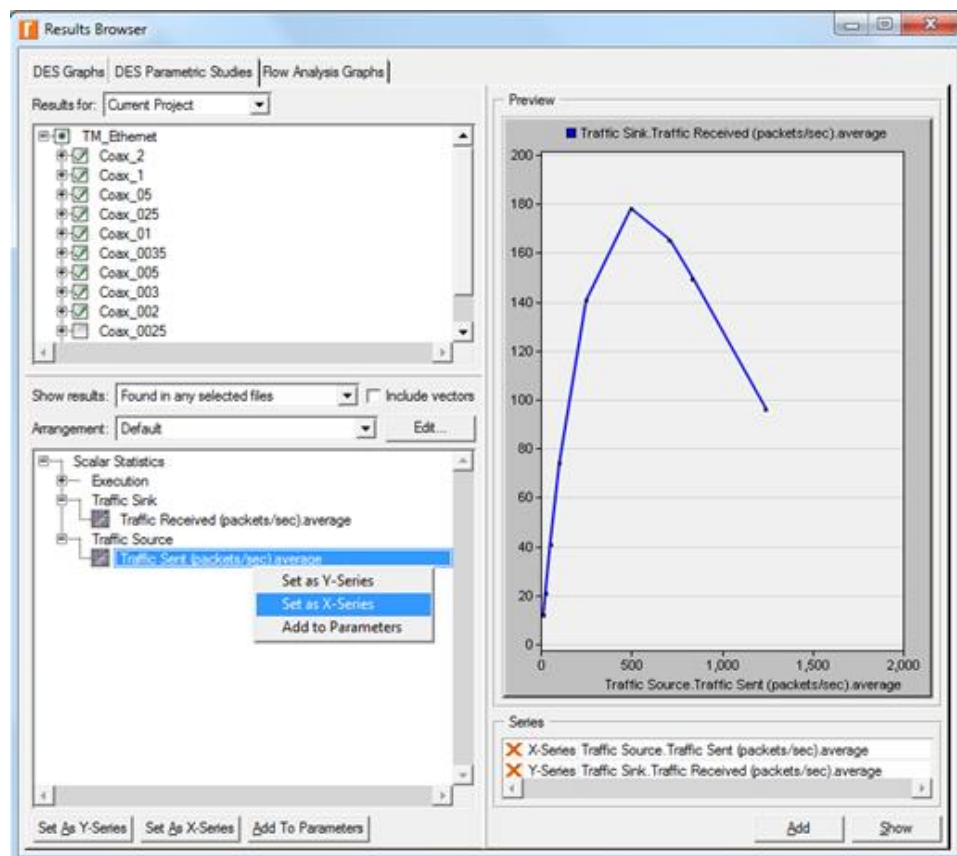 Results Browser
DES Graphs DES Parametric Studies Flow Analysis Graphs
Results for: Current Project
TM_Ethernet
Coax_2
Coax_1
Coax_05
Coax_025
Coax_01
Coax_0035
Coax_005
Coax_003
Coax_002
Coax_0025
Show results: Found in any selected files Include vectors
Arrangement: Default Edit...
Scalar Statistics
Execution
Traffic Sink
Traffic Received (packets/sec).average
Traffic Source
Traffic Sent (packets/sec).average
Set as Y-Series
Set as X-Series
Add to Parameters
Set As Y-Series Set As X-Series Add To Parameters
Preview
Traffic Sink.Traffic Received (packets/sec).average
200
180
160
140
120
100
80
60
40
20
0
0 500 1,000 1,500 2,000
Traffic Source.Traffic Sent (packets/sec).average
Series
X-Series Traffic Source.Traffic Sent (packets/sec).average
Y-Series Traffic Sink.Traffic Received (packets/sec).average
Add Show